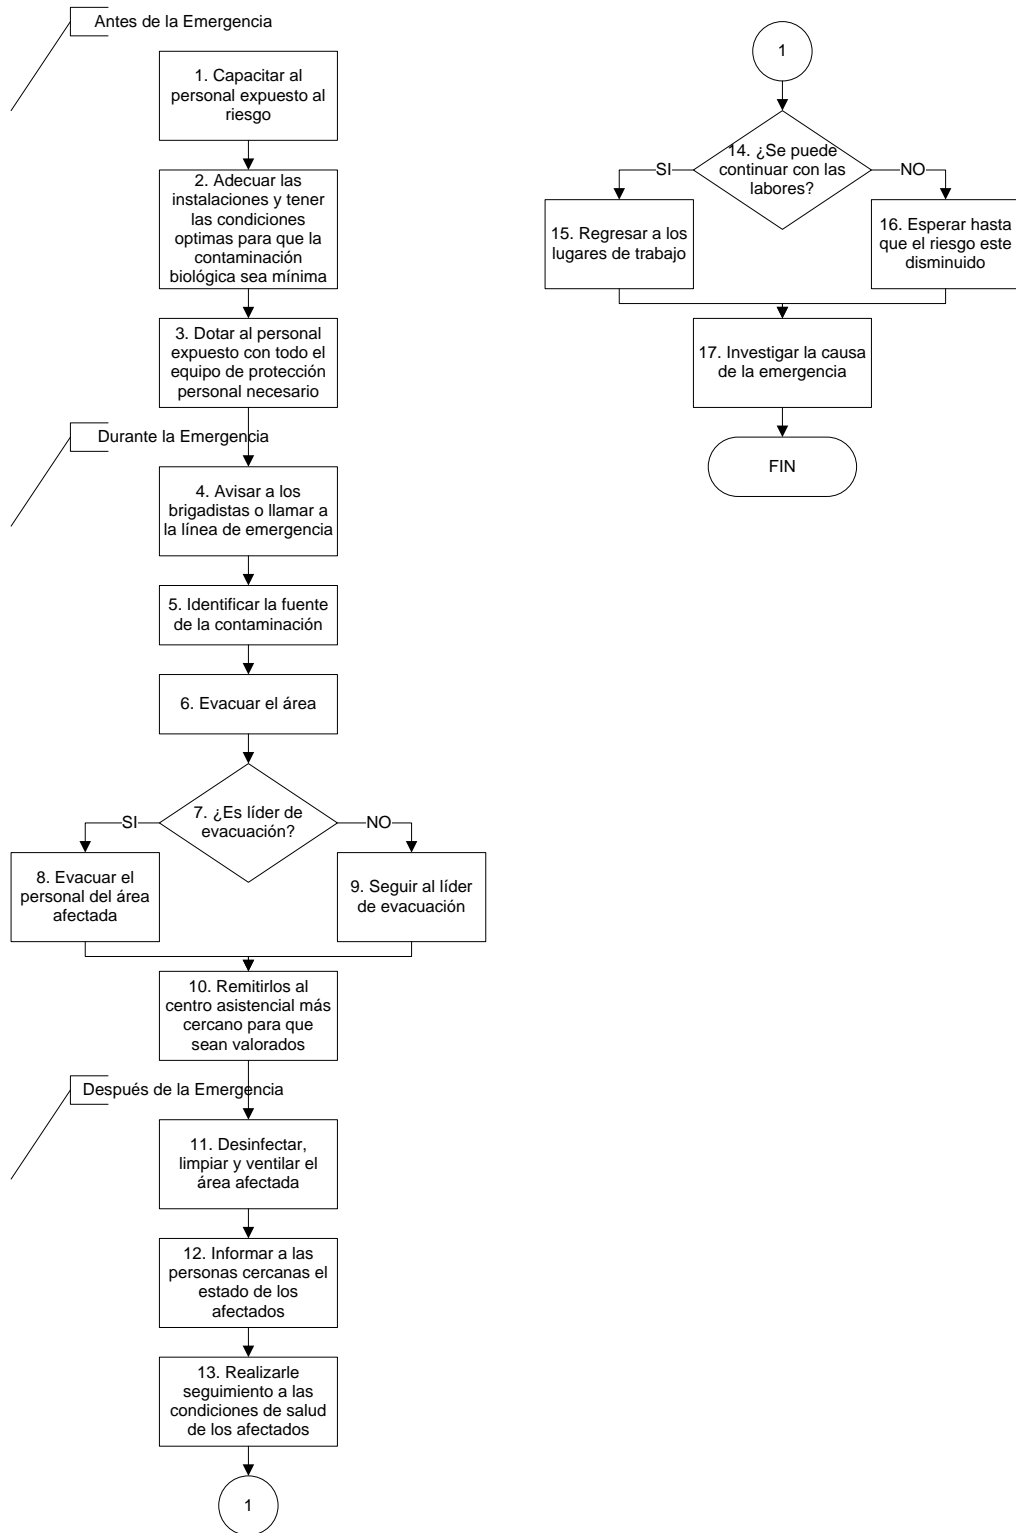 Antes de la Emergencia
1. Capacitar al
personal expuesto al
riesgo
2. Adecuar las
instalaciones y tener
las condiciones
optimas para que la
contaminación
biológica sea mínima
3. Dotar al personal
expuesto con todo el
equipo de protección
personal necesario
Durante la Emergencia
4. Avisar a los
brigadistas o llamar a
la línea de emergencia
5. Identificar la fuente
de la contaminación
6. Evacuar el área
7. ¿Es líder de
evacuación?
SI
NO
8. Evacuar el
personal del área
afectada
9. Seguir al líder
de evacuación
10. Remitirlos al
centro asistencial más
cercano para que
sean valorados
Después de la Emergencia
11. Desinfectar,
limpiar y ventilar el
área afectada
12. Informar a las
personas cercanas el
estado de los
afectados
13. Realizarle
seguimiento a las
condiciones de salud
de los afectados
1
1
14. ¿Se puede
continuar con las
labores?
SI
NO
15. Regresar a los
lugares de trabajo
16. Esperar hasta
que el riesgo este
disminuido
17. Investigar la causa
de la emergencia
FIN